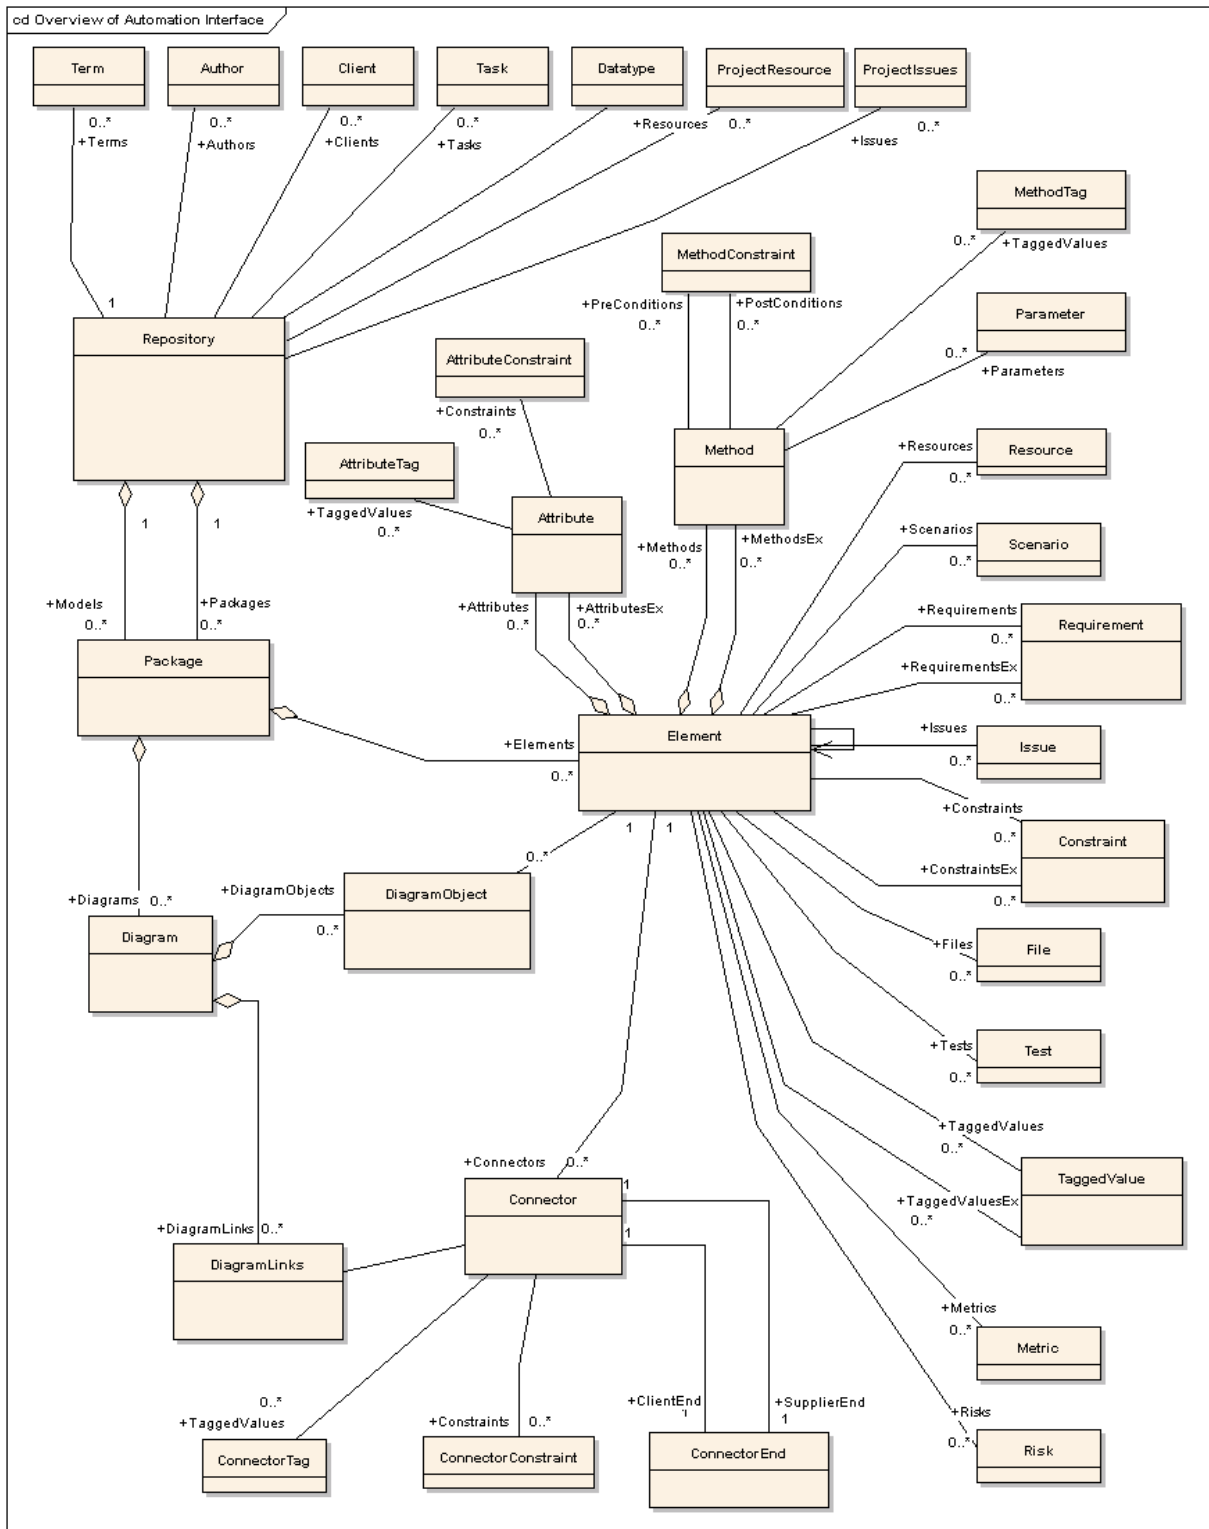 cd Overview of Automation Interface
Term
Author
Client
Task
Datatype
ProjectResource
ProjectIssues
0..*
+Terms
0..*
+Authors
0..*
+Clients
0..*
+Tasks
+Resources
0..*
0..*
+Issues
MethodTag
0..*
+TaggedValues
MethodConstraint
+PreConditions
0..*
+PostConditions
0..*
1
Repository
Parameter
0..*
+Parameters
AttributeConstraint
+Constraints
0..*
AttributeTag
+TaggedValues
0..*
Attribute
Method
+Resources
0..*
Resource
1
1
+Scenarios
0..*
Scenario
+Methods
0..*
+MethodsEx
0..*
+Models
0..*
+Packages
0..*
+Attributes
0..*
+AttributesEx
0..*
+Requirements
0..*
Requirement
+RequirementsEx
0..*
Package
+Elements
0..*
Element
+Issues
0..*
Issue
+Constraints
0..*
Constraint
+ConstraintsEx
0..*
1
1
0..*
+DiagramObjects
0..*
DiagramObject
+Diagrams
0..*
Diagram
+Files
0..*
File
+Tests
0..*
Test
+TaggedValues
0..*
TaggedValue
+TaggedValuesEx
0..*
+Connectors
0..*
Connector
1
1
+DiagramLinks
0..*
DiagramLinks
+Metrics
0..*
Metric
0..*
+TaggedValues
ConnectorTag
+Constraints
0..*
ConnectorConstraint
+ClientEnd
1
+SupplierEnd
1
ConnectorEnd
+Risks
0..*
Risk